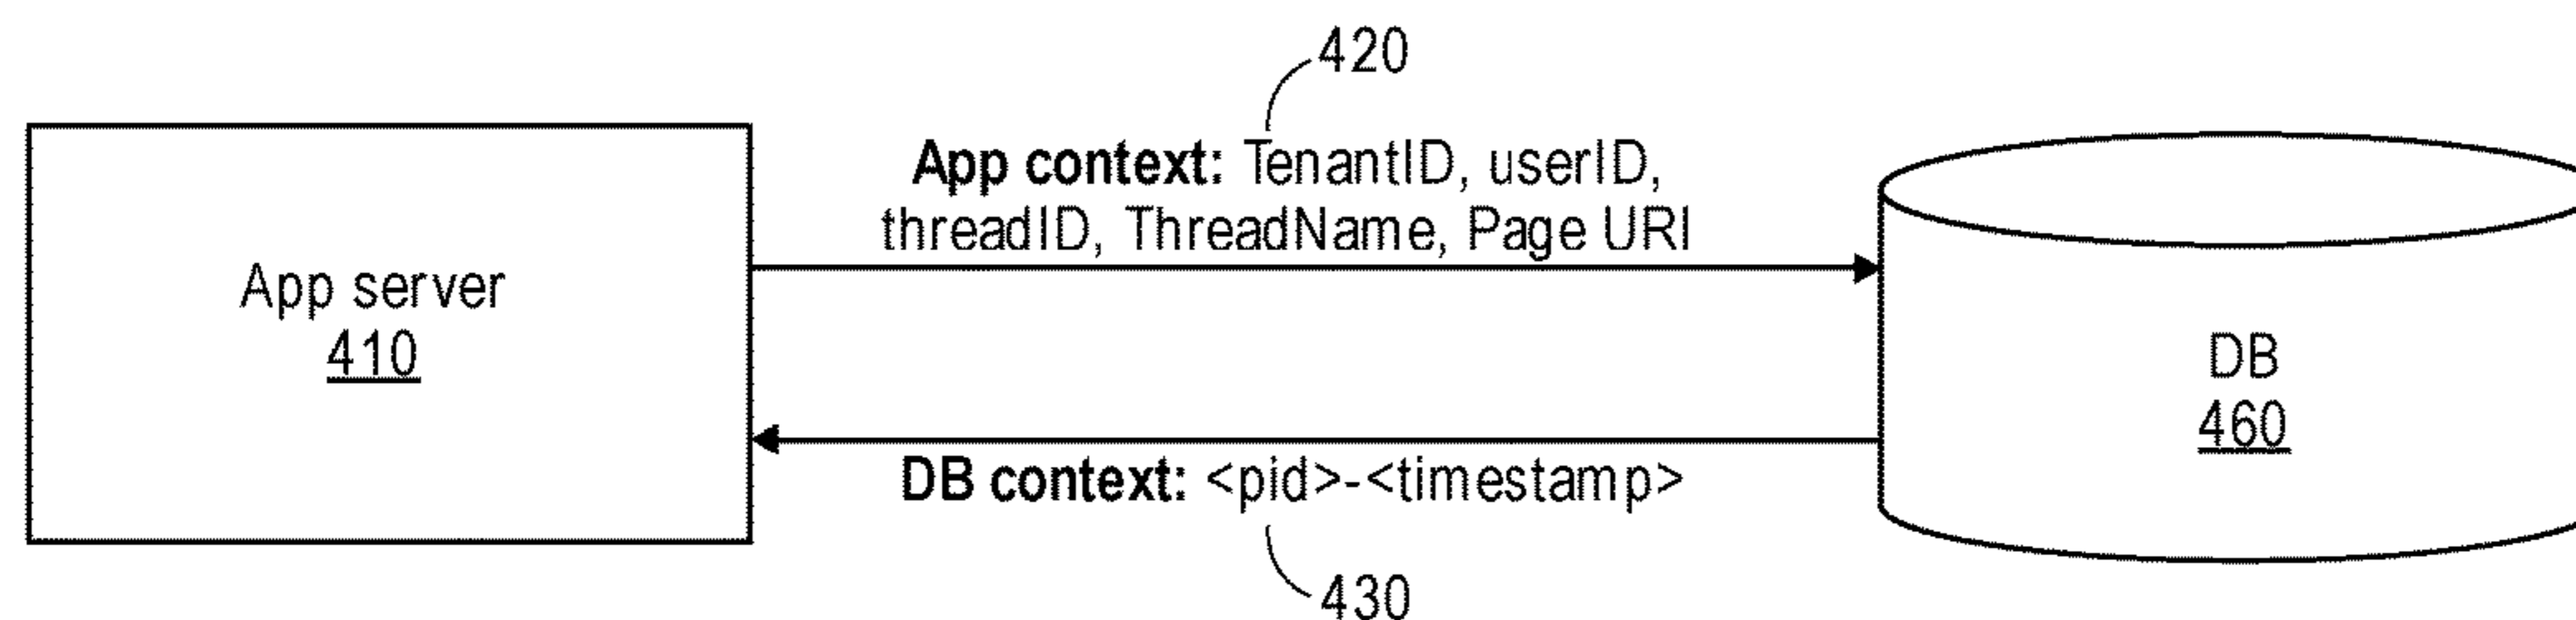 420
App context: TenantID, userID,
threadID, ThreadName, Page URI
App server
410
DB
460
DB context: <pid>-<timestamp>
430